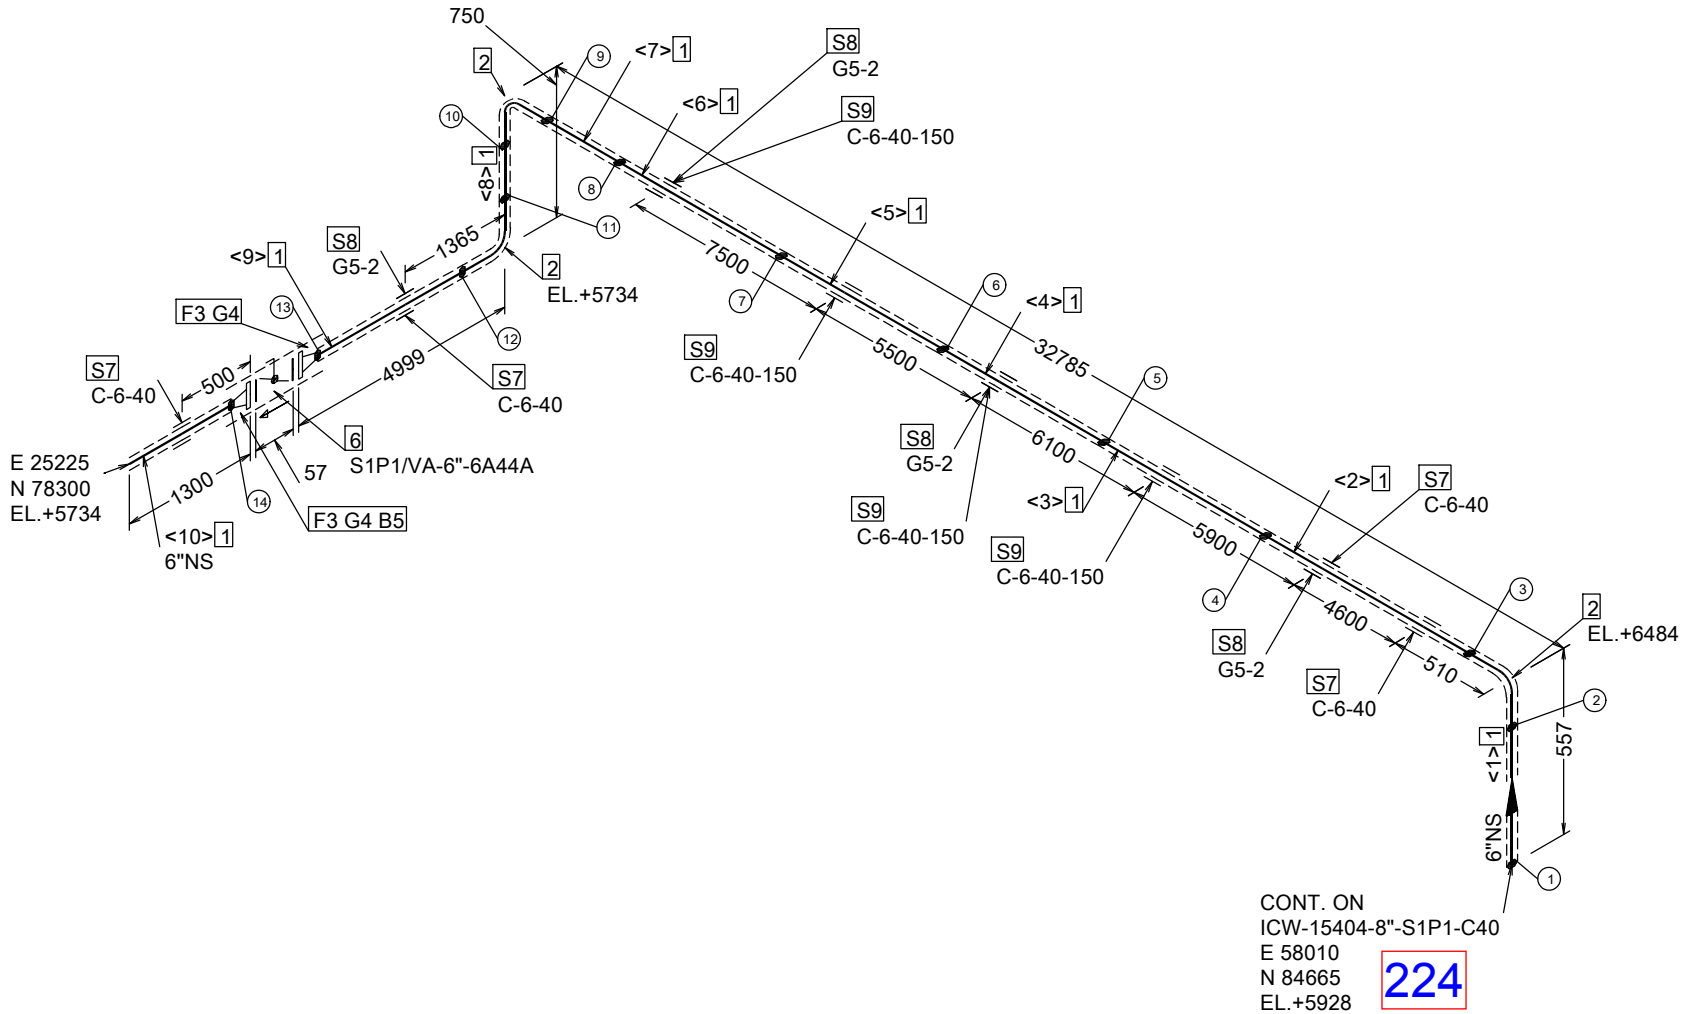 750
2
9
<7>1
S8
G5-2
<6>1
S9
C-6-40-150
10
<8>1
8
11
<5>1
S8
G5-2
1365
7500
<9>1
2
EL.+5734
7
6
<4>1
32785
F3 G4
13
12
S9
C-6-40-150
5500
S7
C-6-40
500
4999
S7
C-6-40
5
6
S1P1/VA-6"-6A44A
S8
G5-2
6100
E 25225
N 78300
EL.+5734
1300
57
14
F3 G4 B5
<10>1
6"NS
<3>1
<2>1
S7
C-6-40
S9
C-6-40-150
S9
C-6-40-150
5900
4
3
4600
2
EL.+6484
S8
G5-2
510
S7
C-6-40
2
<1>1
557
6"NS
1
CONT. ON
ICW-15404-8"-S1P1-C40
E 58010
N 84665
EL.+5928
224